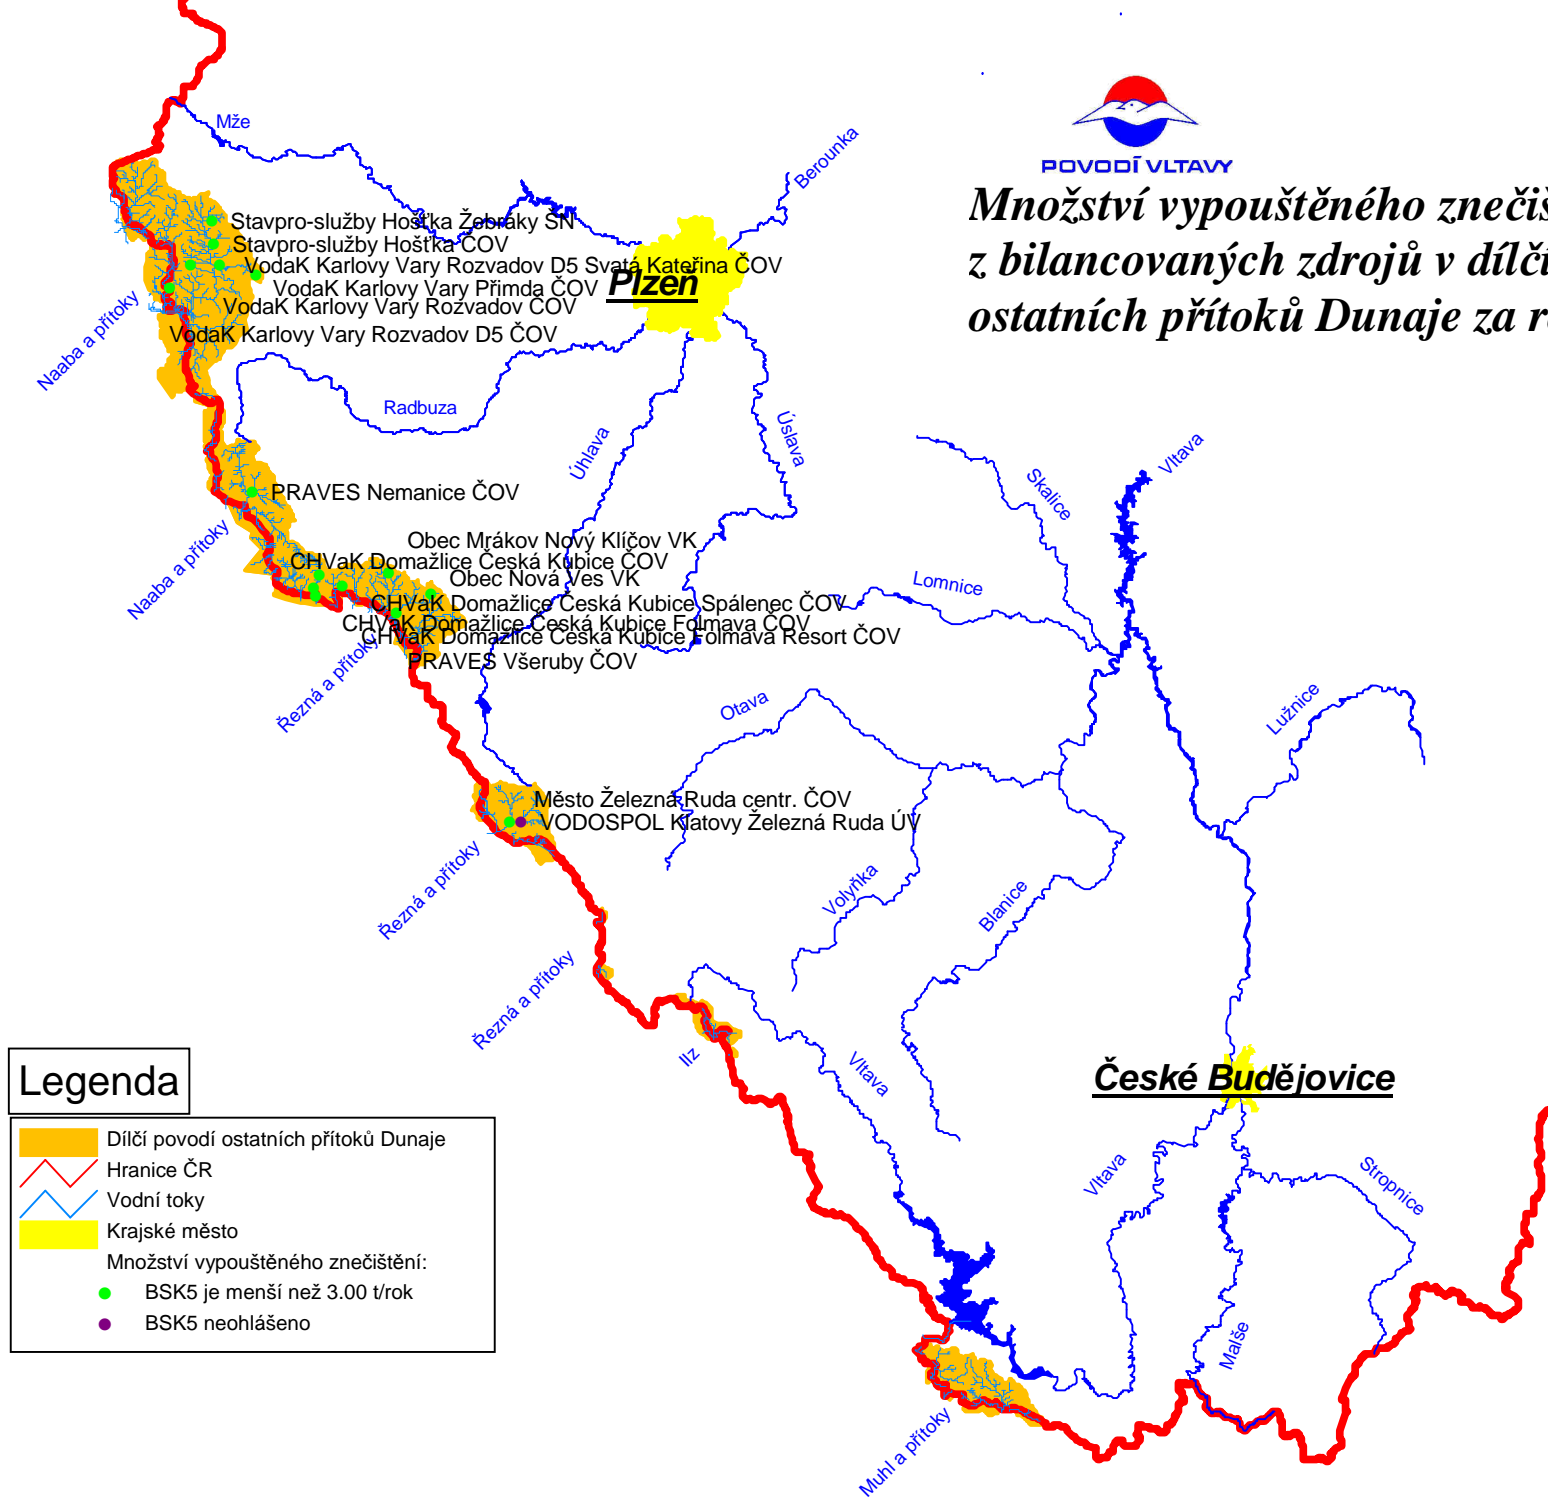 Mže
Berounka
POVODÍ VLTAVY
Množství vypouštěného
z bilancovaných zdrojů v
ostatních přítoků Dunaje za
Stavpro-služby Hošťka Žebráky ŠN
Stavpro-služby Hošťka ČOV
VodaK Karlovy Vary Rozvadov D5 Svatá Kateřina ČOV
VodaK Karlovy Vary Přimda ČOV
Plzeň
VodaK Karlovy Vary Rozvadov ČOV
VodaK Karlovy Vary Rozvadov D5 ČOV
Naaba a přítoky
Radbuza
Úhlava
Úslava
Skalice
Vltava
PRAVES Nemanice ČOV
Naaba a přítoky
Obec Mrákov Nový Klíčov VK
CHVaK Domažlice Česká Kubice ČOV
Obec Nová Ves VK
CHVaK Domažlice Česká Kubice Spálenec ČOV
CHVaK Domažlice Česká Kubice Folmava ČOV
CHVaK Domažlice Česká Kubice Folmava Resort ČOV
PRAVES Všeruby ČOV
Lomnice
Řezná a přítoky
Otava
Lužnice
Město Železná Ruda centr. ČOV
VODOSPOL Klatovy Železná Ruda ÚV
Řezná a přítoky
Volyňka
Blanice
Řezná a přítoky
Ilz
Vltava
České Budějovice
Vltava
Stropnice
Malše
Muhl a přítoky
Legenda
Dílčí povodí ostatních přítoků Dunaje
Hranice ČR
Vodní toky
Krajské město
Množství vypouštěného znečištění:
BSK5 je menší než 3.00 t/rok
BSK5 neohlášeno